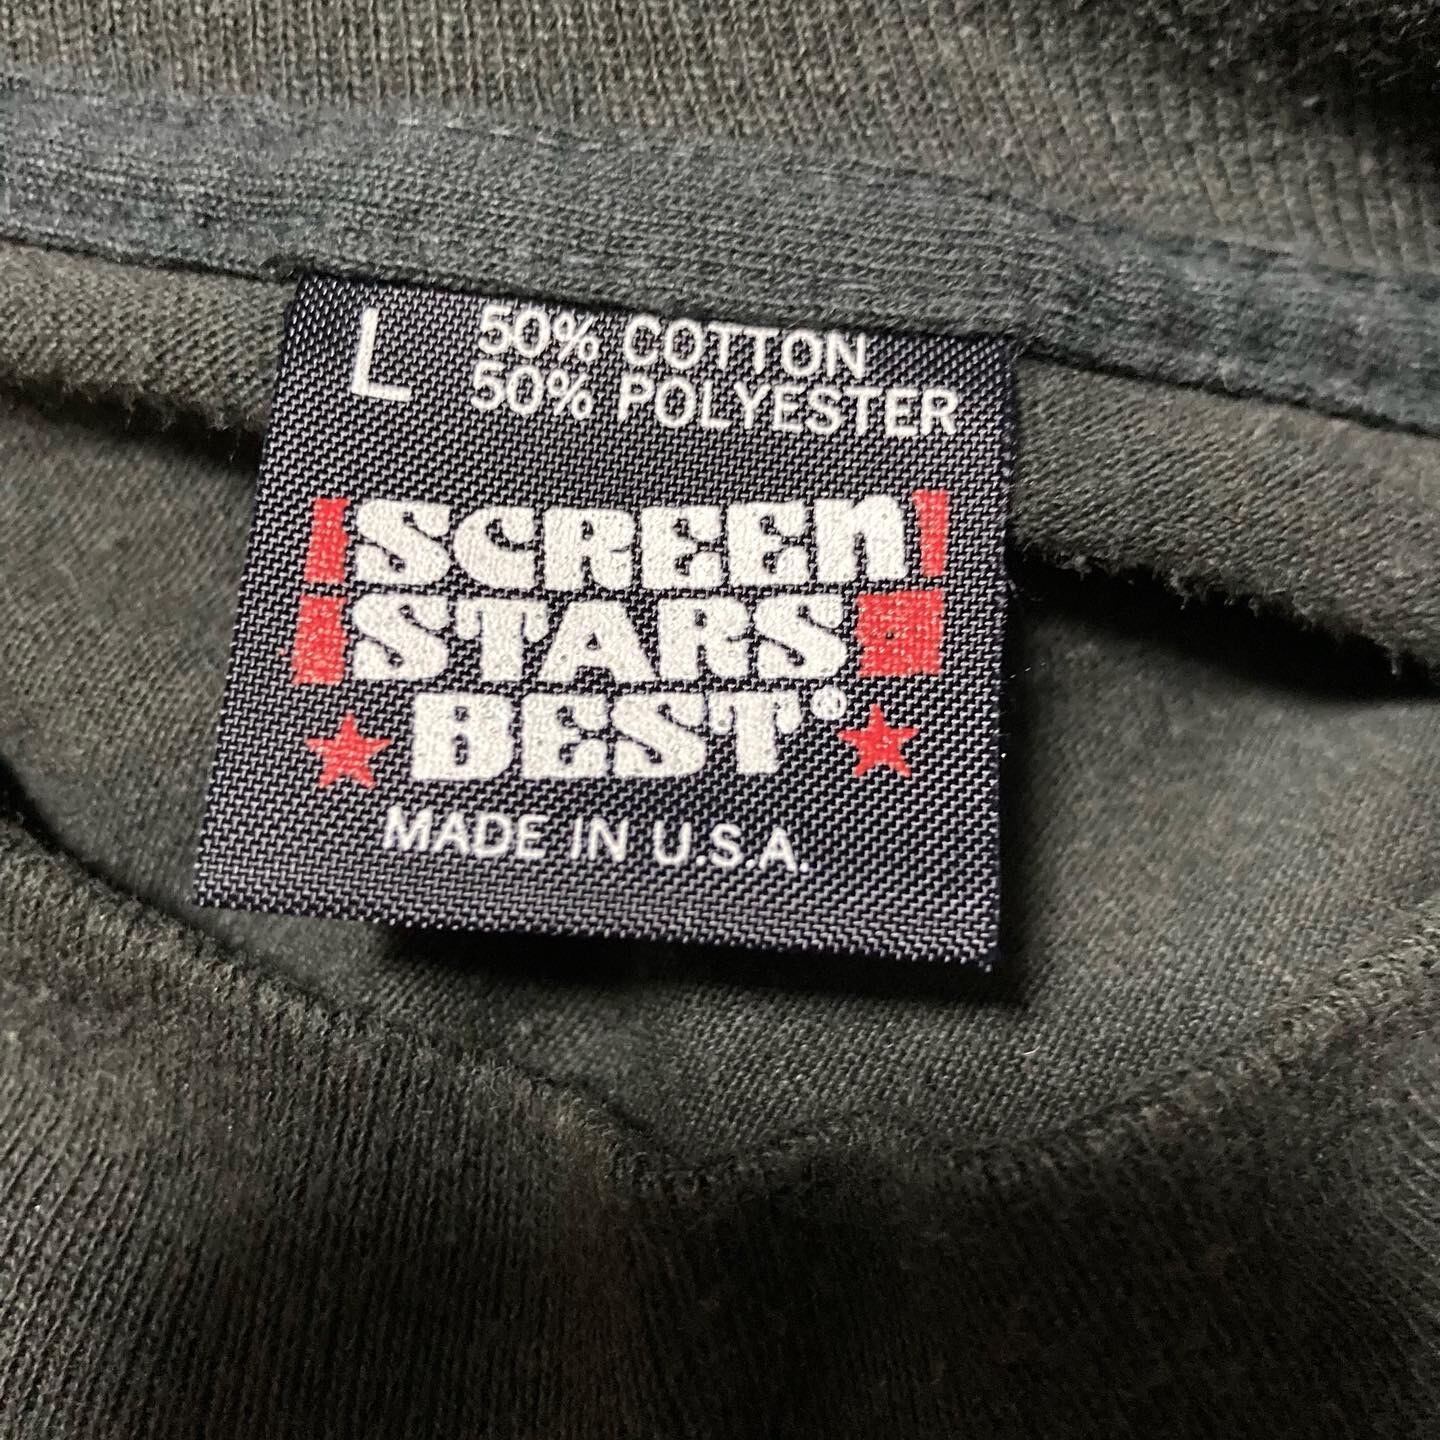 L 50% COTTON
50% POLYESTER
SCREEN
STARS
BEST®
MADE IN U.S.A.